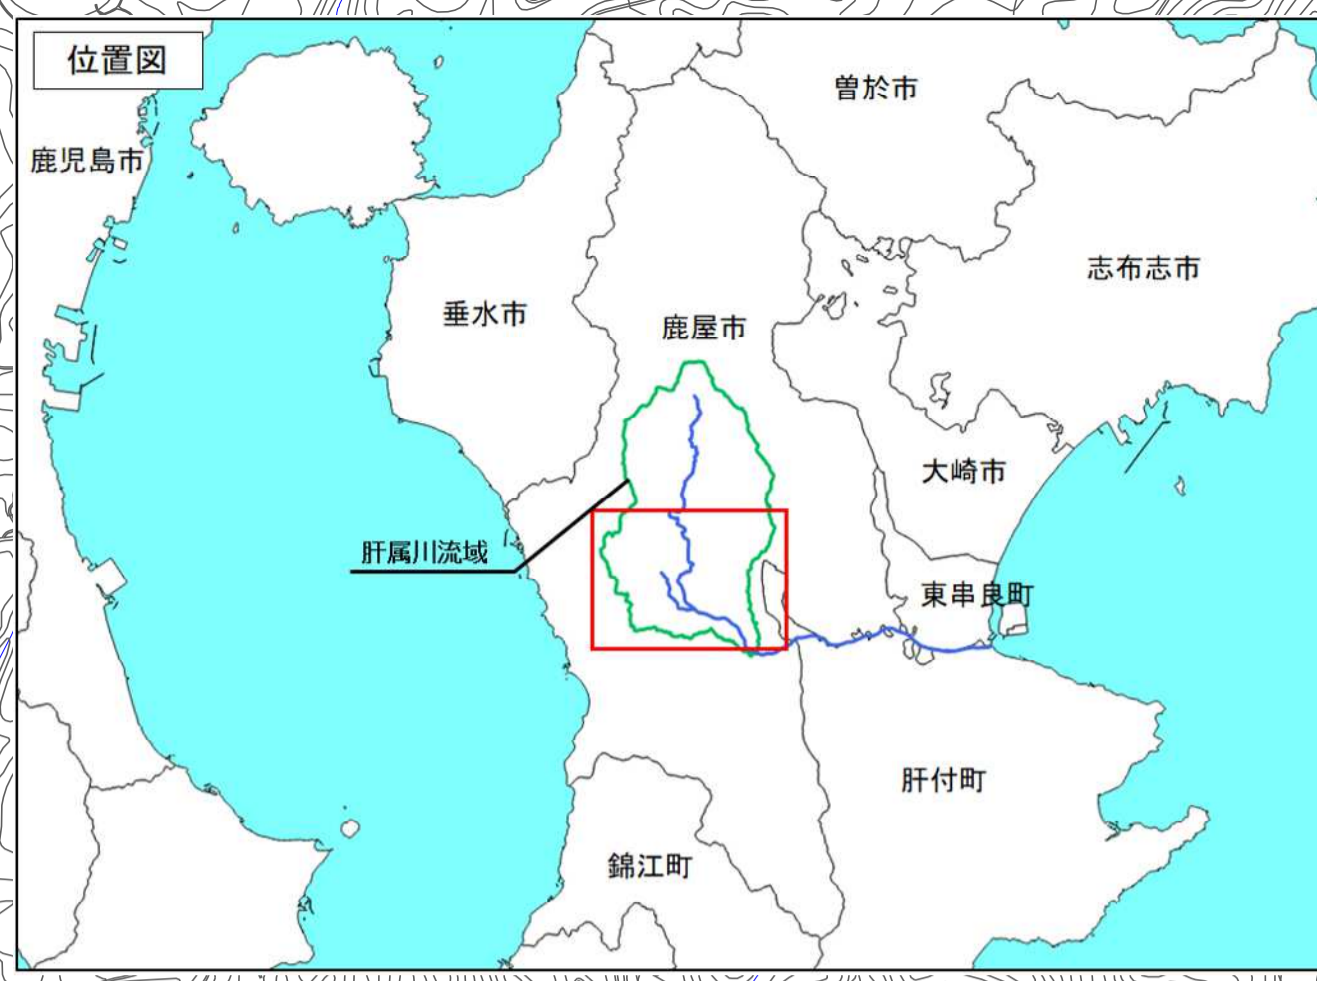 位置図
曽於市
鹿児島市
志布志市
垂水市
鹿屋市
大崎市
肝属川流域
東串良町
肝付町
錦江町